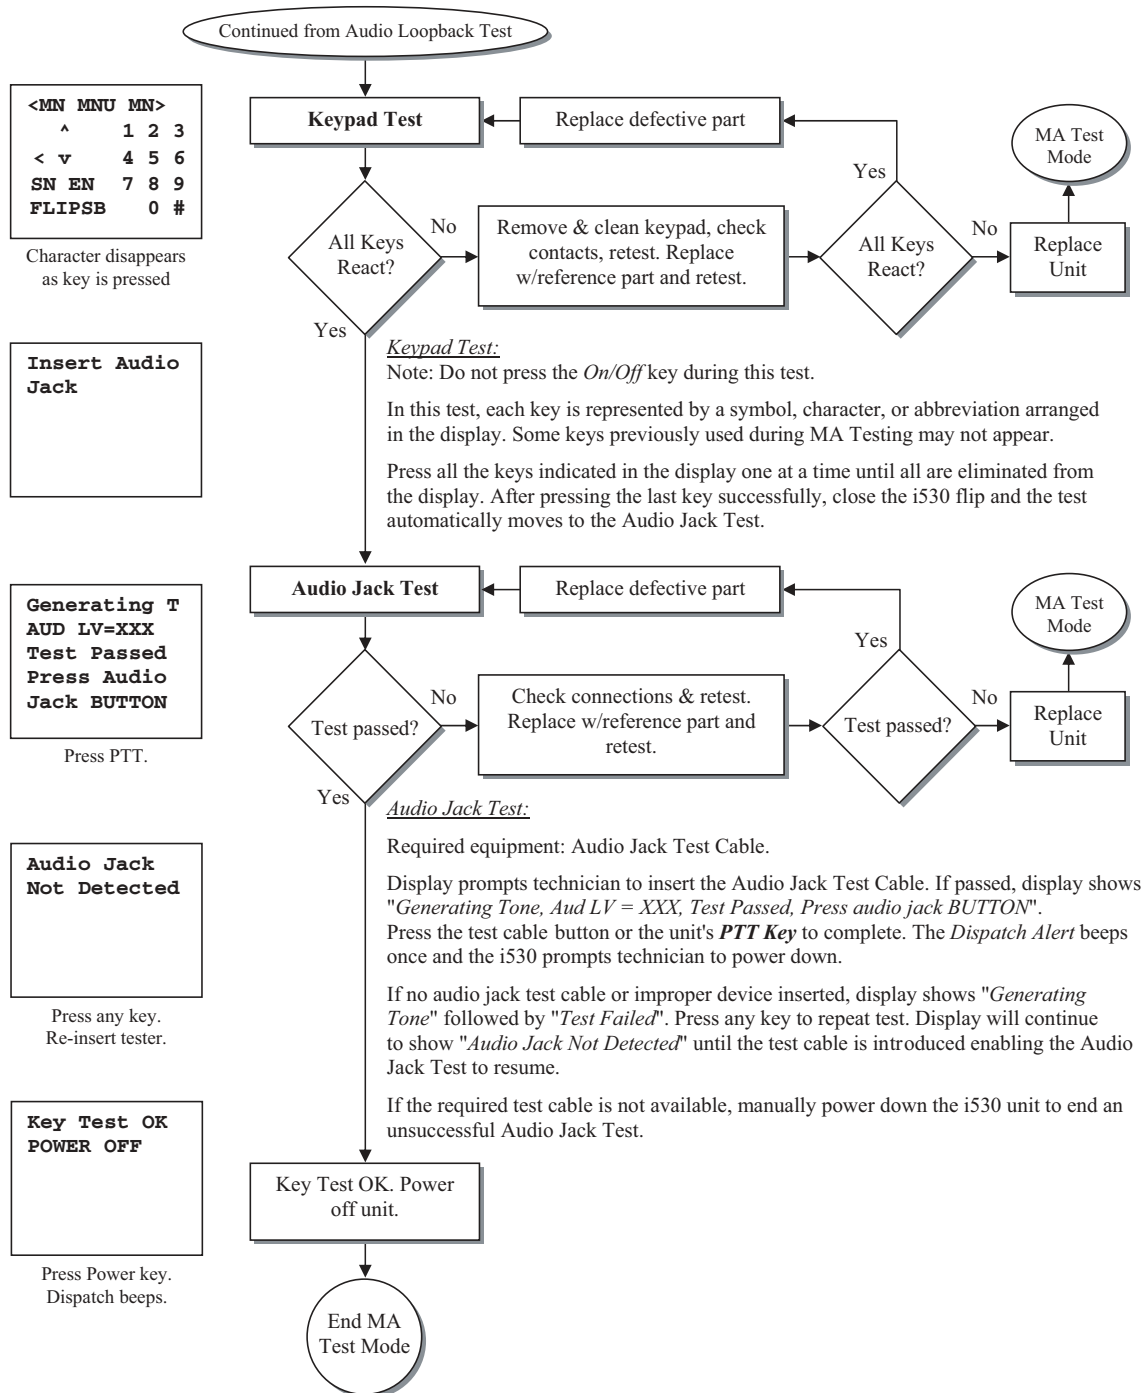 Continued from Audio Loopback Test
<MN MNU MN>
^ 1 2 3
< v 4 5 6
SN EN 7 8 9
FLIPSB 0 #
Character disappears
as key is pressed
Keypad Test
Replace defective part
MA Test
Mode
Yes
All Keys
React?
No
Remove & clean keypad, check
contacts, retest. Replace
w/reference part and retest.
All Keys
React?
No
Replace
Unit
Yes
Insert Audio
Jack
Keypad Test:
Note: Do not press the On/Off key during this test.
In this test, each key is represented by a symbol, character, or abbreviation arranged
in the display. Some keys previously used during MA Testing may not appear.
Press all the keys indicated in the display one at a time until all are eliminated from
the display. After pressing the last key successfully, close the i530 flip and the test
automatically moves to the Audio Jack Test.
Generating T
AUD LV=XXX
Test Passed
Press Audio
Jack BUTTON
Press PTT.
Audio Jack Test
Replace defective part
MA Test
Mode
Yes
Test passed?
No
Check connections & retest.
Replace w/reference part and
retest.
Test passed?
No
Replace
Unit
Yes
Audio Jack
Not Detected
Press any key.
Re-insert tester.
Audio Jack Test:
Required equipment: Audio Jack Test Cable.
Display prompts technician to insert the Audio Jack Test Cable. If passed, display shows
"Generating Tone, Aud LV = XXX, Test Passed, Press audio jack BUTTON".
Press the test cable button or the unit's PTT Key to complete. The Dispatch Alert beeps
once and the i530 prompts technician to power down.
If no audio jack test cable or improper device inserted, display shows "Generating
Tone" followed by "Test Failed". Press any key to repeat test. Display will continue
to show "Audio Jack Not Detected" until the test cable is introduced enabling the Audio
Jack Test to resume.
If the required test cable is not available, manually power down the i530 unit to end an
unsuccessful Audio Jack Test.
Key Test OK
POWER OFF
Press Power key.
Dispatch beeps.
Key Test OK. Power
off unit.
End MA
Test Mode